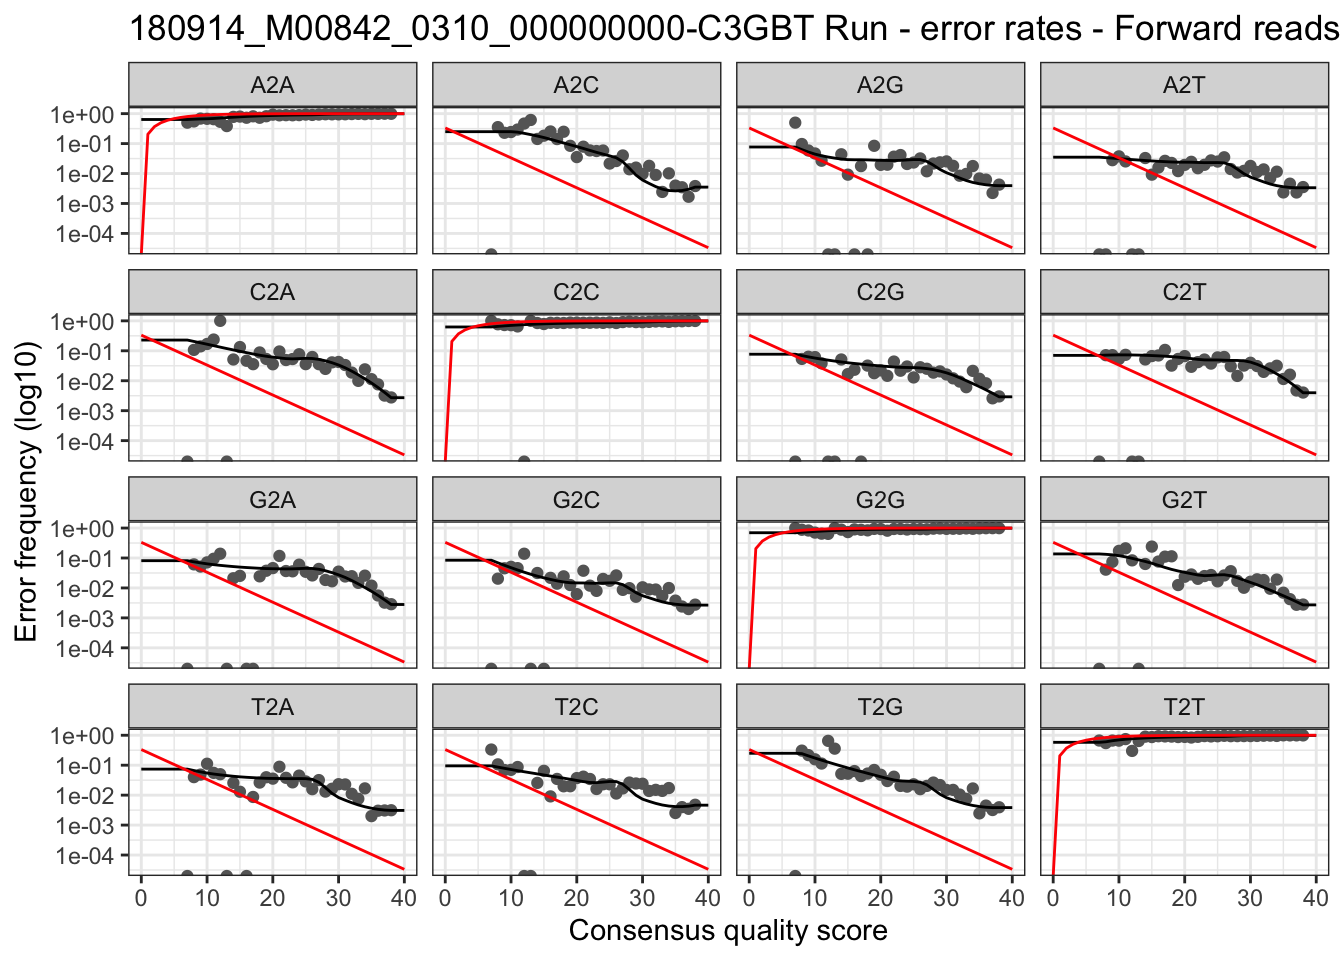 180914_M00842_0310_000000000-C3GBT Run - error rates - Forward reads
A2A A2C A2G A2T
1e+00
1e-01
1e-02
1e-03
1e-04
C2A C2C C2G C2T
1e+00
1e-01
1e-02
1e-03
1e-04
G2A G2C G2G G2T
1e+00
1e-01
1e-02
1e-03
1e-04
T2A T2C T2G T2T
1e+00
1e-01
1e-02
1e-03
1e-04
0 10 20 30 40 0 10 20 30 40 0 10 20 30 40 0 10 20 30 40
Consensus quality score
Error frequency (log10)